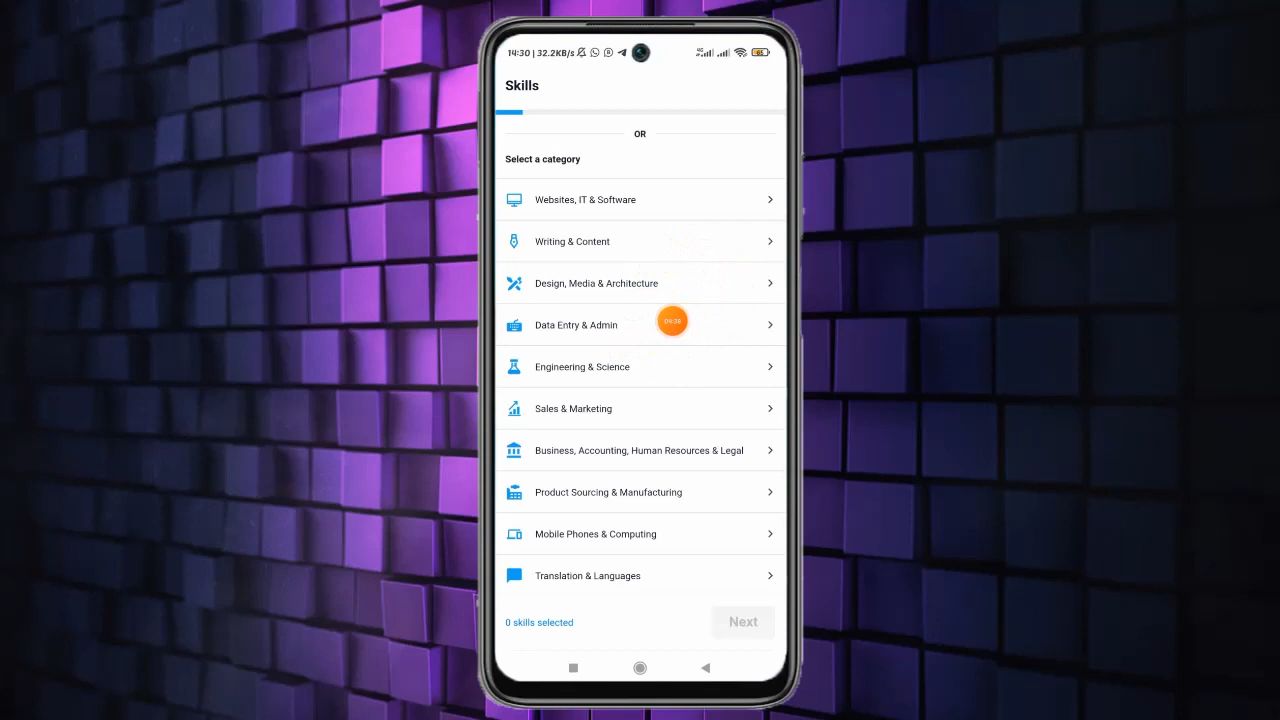 14:30 | 32.2KB/s
Skills
OR
Select a category
Websites, IT & Software
Writing & Content
Design, Media & Architecture
Data Entry & Admin
Engineering & Science
Sales & Marketing
Business, Accounting, Human Resources & Legal
Product Sourcing & Manufacturing
Mobile Phones & Computing
Translation & Languages
0 skills selected
Next